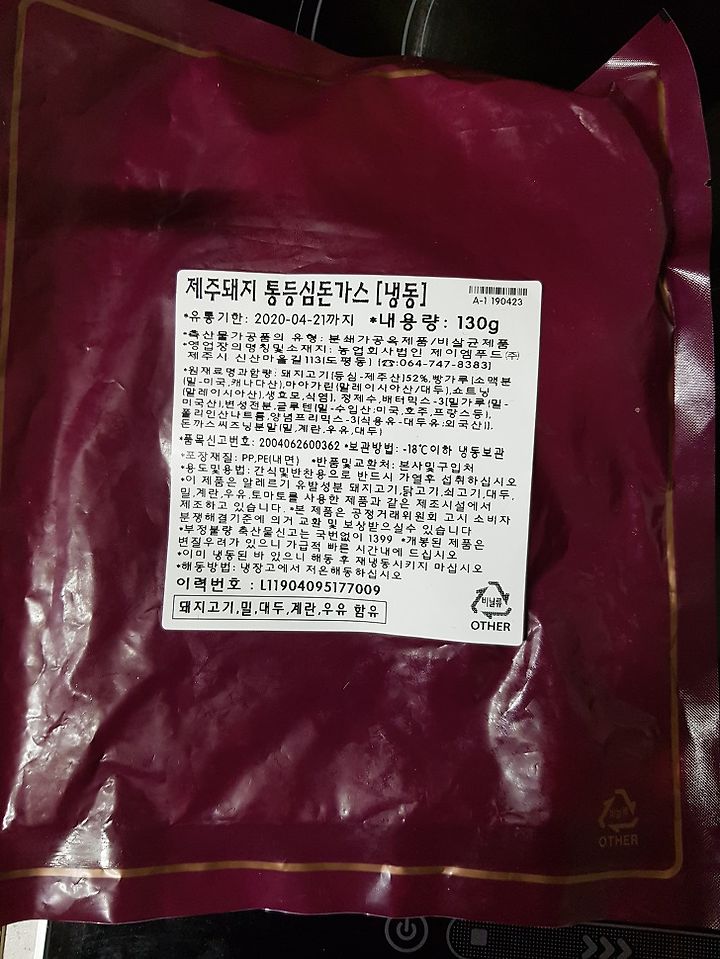 제주돼지 통등심돈가스 [냉동]
A-1 190423
*유통기한: 2020-04-21까지 *내용량: 130g
*축산물가공품의 유형: 분쇄가공육제품/비살균제품
*영업장의명칭및소재지: 농업회사법인 제이엠푸드㈜
제주시 신산마을길113(도평동) (☎:064-747-8383)
*원재료명과함량: 돼지고기(등심-제주산)52%,빵가루[소맥분
(밀-미국,캐나다산),마아가린(말레이시아산/대두),쇼트닝
(말레이시아산),생효모,식염], 정제수,배터믹스-3[밀가루(밀-
미국산),변성전분,글루텐(밀-수입산:미국,호주,프랑스등),
폴리인산나트륨,양념프리믹스-3(식용유-대두유:외국산)],
돈까스씨즈닝분말(밀,계란,우유,대두)
*품목신고번호: 2004062600362 *보관방법: -18℃이하 냉동보관
*포장재질: PP,PE(내면) *반품및교환처: 본사및구입처
*용도및용법: 간식및반찬용으로 반드시 가열후 섭취하십시오
*이 제품은 알레르기 유발성분 돼지고기,닭고기,쇠고기,대두,
밀,계란,우유,토마토를 사용한 제품과 같은 제조시설에서
제조하고 있습니다. *본 제품은 공정거래위원회 고시 소비자
분쟁해결기준에 의거 교환 및 보상받으실수 있습니다
*부정불량 축산물신고는 국번없이 1399 *개봉된 제품은
변질우려가 있으니 가급적 빠른 시간내에 드십시오
*이미 냉동된 바 있으니 해동 후 재냉동시키지 마십시오
*해동방법: 냉장고에서 저온해동하십시오
이력번호 : L11904095177009
돼지고기,밀,대두,계란,우유 함유
비닐류
OTHER
비닐류
OTHER